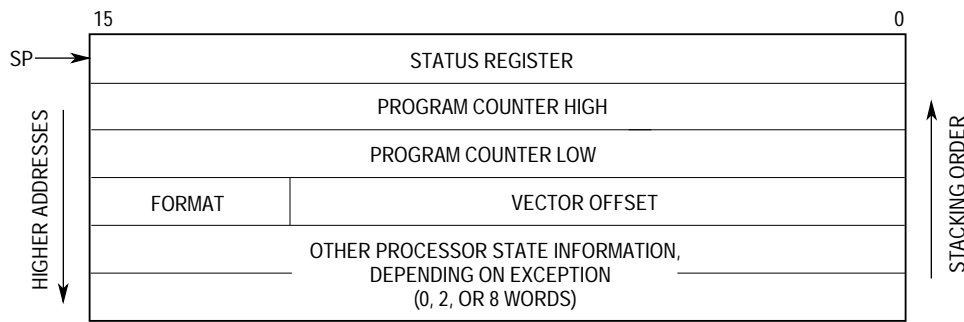 15 0
SP
STATUS REGISTER
PROGRAM COUNTER HIGH
PROGRAM COUNTER LOW
FORMAT VECTOR OFFSET
OTHER PROCESSOR STATE INFORMATION,
DEPENDING ON EXCEPTION
(0, 2, OR 8 WORDS)
HIGHER ADDRESSES
STACKING ORDER